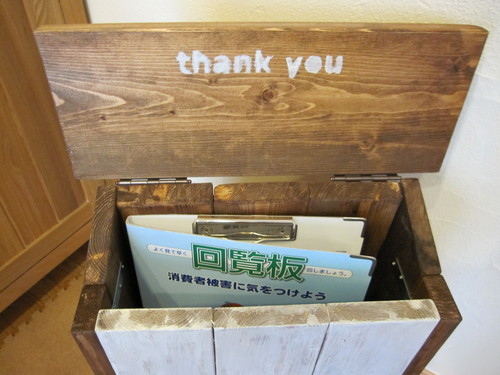 thank you
よく見て早く 回覧板 回しましょう。
消費者被害に気をつけよう